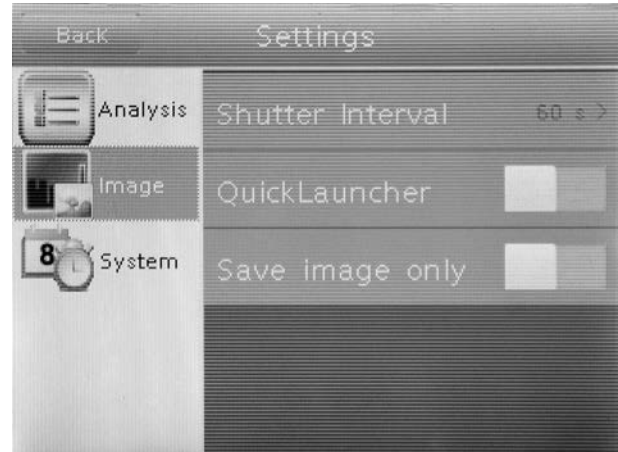 Back
Settings
Analysis
Image
8
System
Shutter Interval
60 s >
QuickLauncher
Save image only